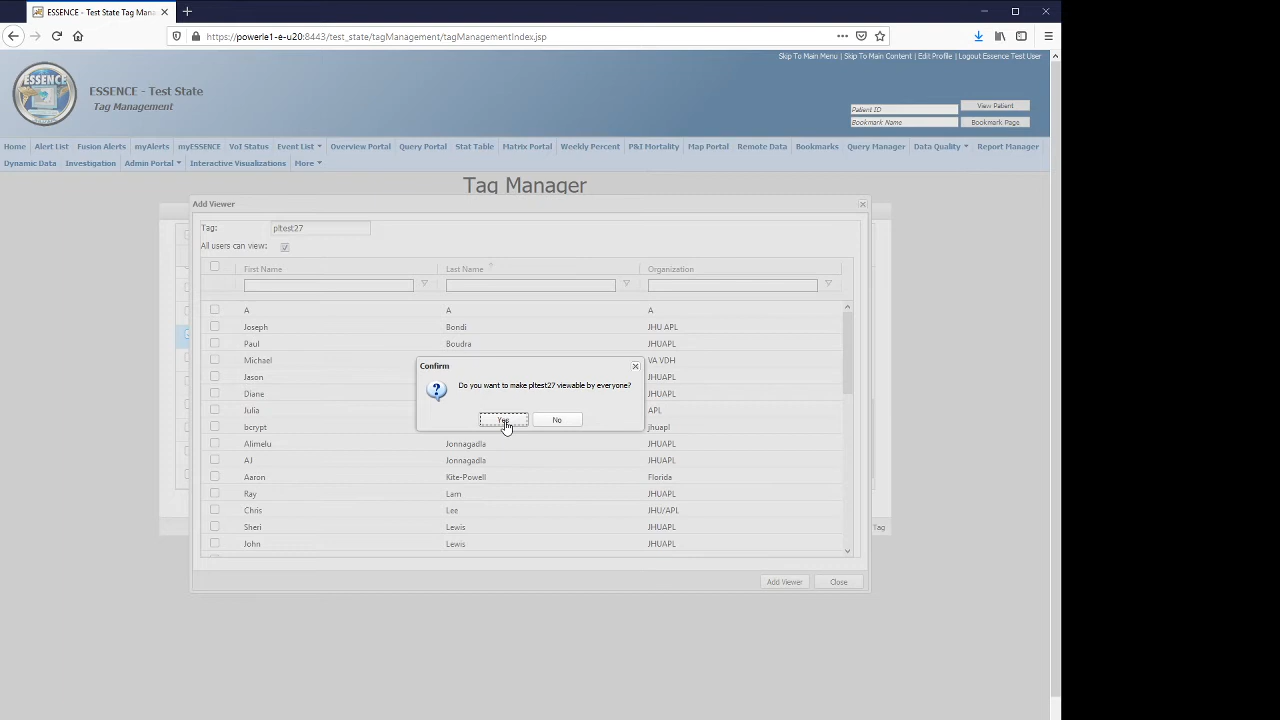 ESSENCE - Test State Tag Mana
https://powerle1-e-u20:8443/test_state/tagManagement/tagManagementIndex.jsp
Skip To Main Menu | Skip To Main Content | Edit Profile | Logout Essence Test User
ESSENCE
ESSENCE - Test State
Tag Management
Patient ID View Patient
Bookmark Name Bookmark Page
Home Alert List Fusion Alerts myAlerts myESSENCE VoI Status Event List Overview Portal Query Portal Stat Table Matrix Portal Weekly Percent P&I Mortality Map Portal Remote Data Bookmarks Query Manager Data Quality Report Manager
Dynamic Data Investigation Admin Portal Interactive Visualizations More
Tag Manager
Add Viewer
Tag: pltest27
All users can view:
First Name Last Name Organization
A A A
Joseph Bondi JHU APL
Paul Boudra JHUAPL
Michael VA VDH
Jason JHUAPL
Diane JHUAPL
Julia APL
bcrypt jhuapl
Alimelu Jonnagadla JHUAPL
AJ Jonnagadla JHUAPL
Aaron Kite-Powell Florida
Ray Lam JHUAPL
Chris Lee JHU/APL
Sheri Lewis JHUAPL
John Lewis JHUAPL
Confirm
Do you want to make pltest27 viewable by everyone?
Yes No
Tag
Add Viewer Close